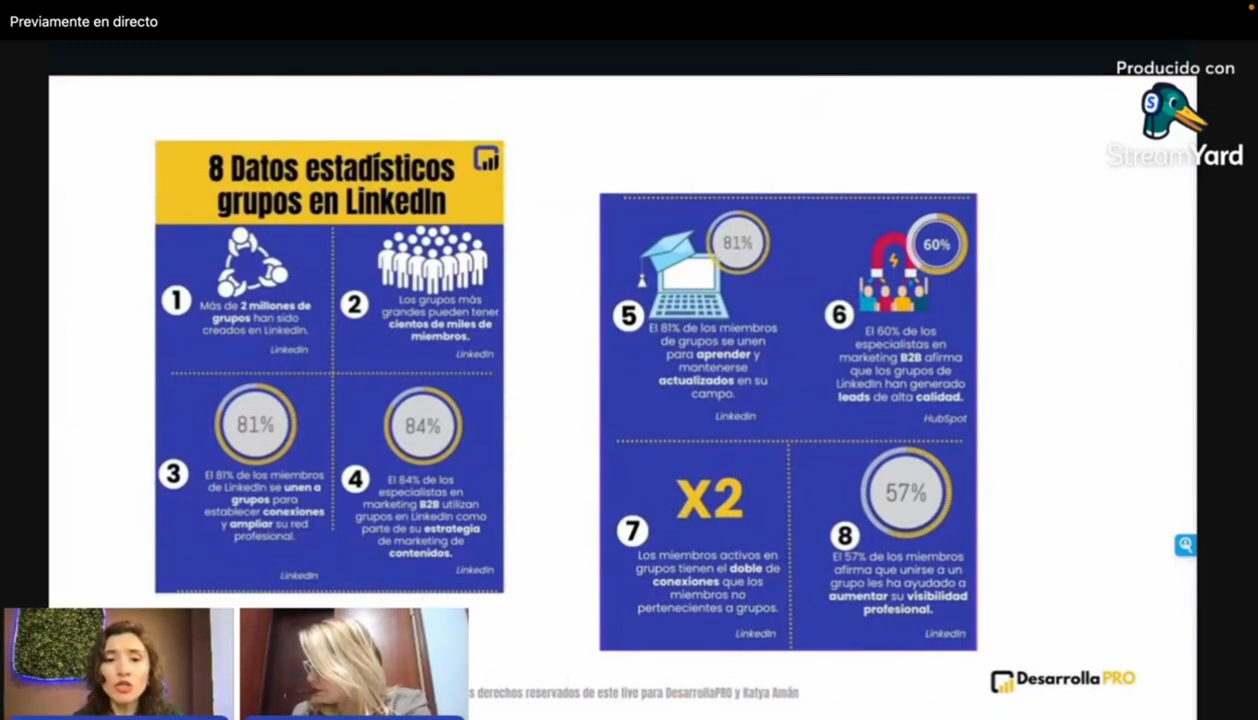 Previamente en directo
Producido con
StreamYard
8 Datos estadísticos
grupos en LinkedIn
1
Más de 2 millones de
grupos han sido
creados en LinkedIn.
LinkedIn
2
Los grupos más
grandes pueden tener
cientos de miles de
miembros.
LinkedIn
81%
3
El 81% de los miembros
de LinkedIn se unen a
grupos para
establecer conexiones
y ampliar su red
profesional.
LinkedIn
84%
4
El 84% de los
especialistas en
marketing B2B utilizan
grupos en LinkedIn como
parte de su estrategia
de marketing de
contenidos.
LinkedIn
81%
5
El 81% de los miembros
de grupos se unen
para aprender y
mantenerse
actualizados en su
campo.
LinkedIn
60%
6
El 60% de los
especialistas en
marketing B2B afirma
que los grupos de
LinkedIn han generado
leads de alta calidad.
HubSpot
X2
7
Los miembros activos en
grupos tienen el doble de
conexiones que los
miembros no
pertenecientes a grupos.
LinkedIn
57%
8
El 57% de los miembros
afirma que unirse a un
grupo les ha ayudado a
aumentar su visibilidad
profesional.
LinkedIn
s derechos reservados de este live para DesarrollaPRO y Katya Amán
DesarrollaPRO